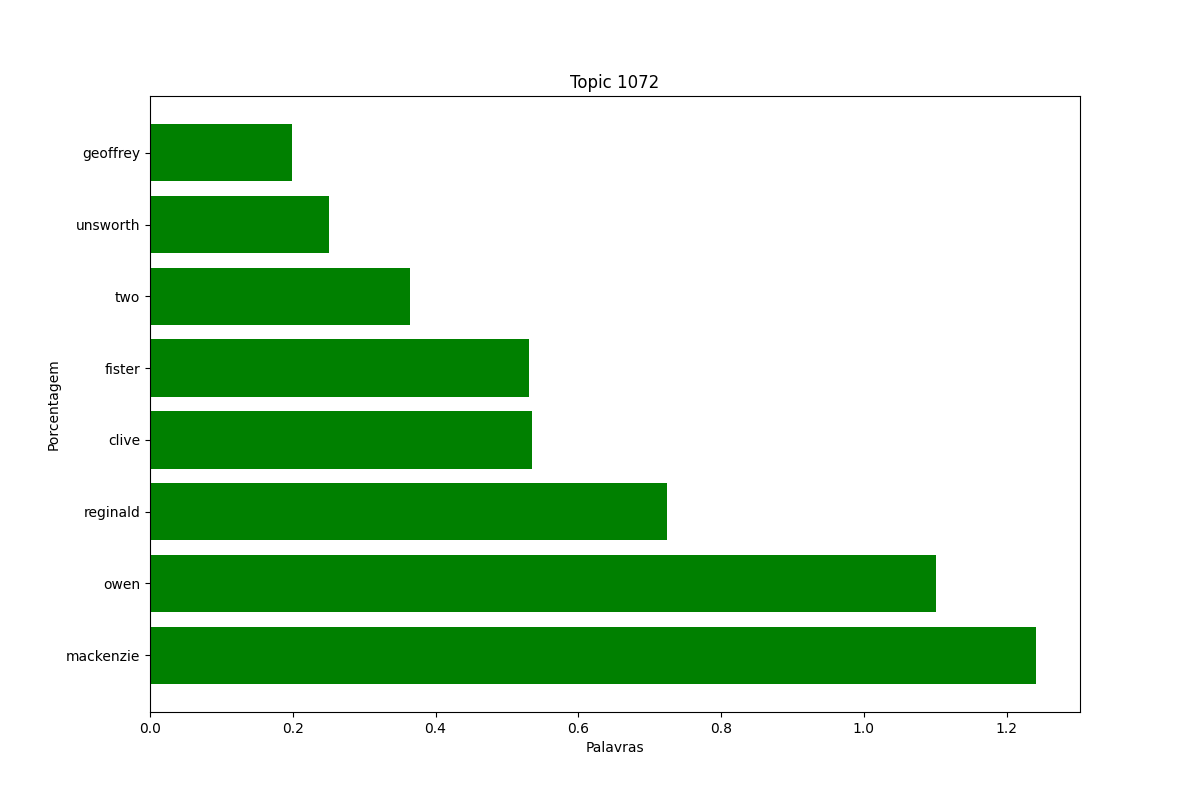 Topic 1072
geoffrey
unsworth
two
fister
clive
reginald
owen
mackenzie
Porcentagem
0.0 0.2 0.4 0.6 0.8 1.0 1.2
Palavras